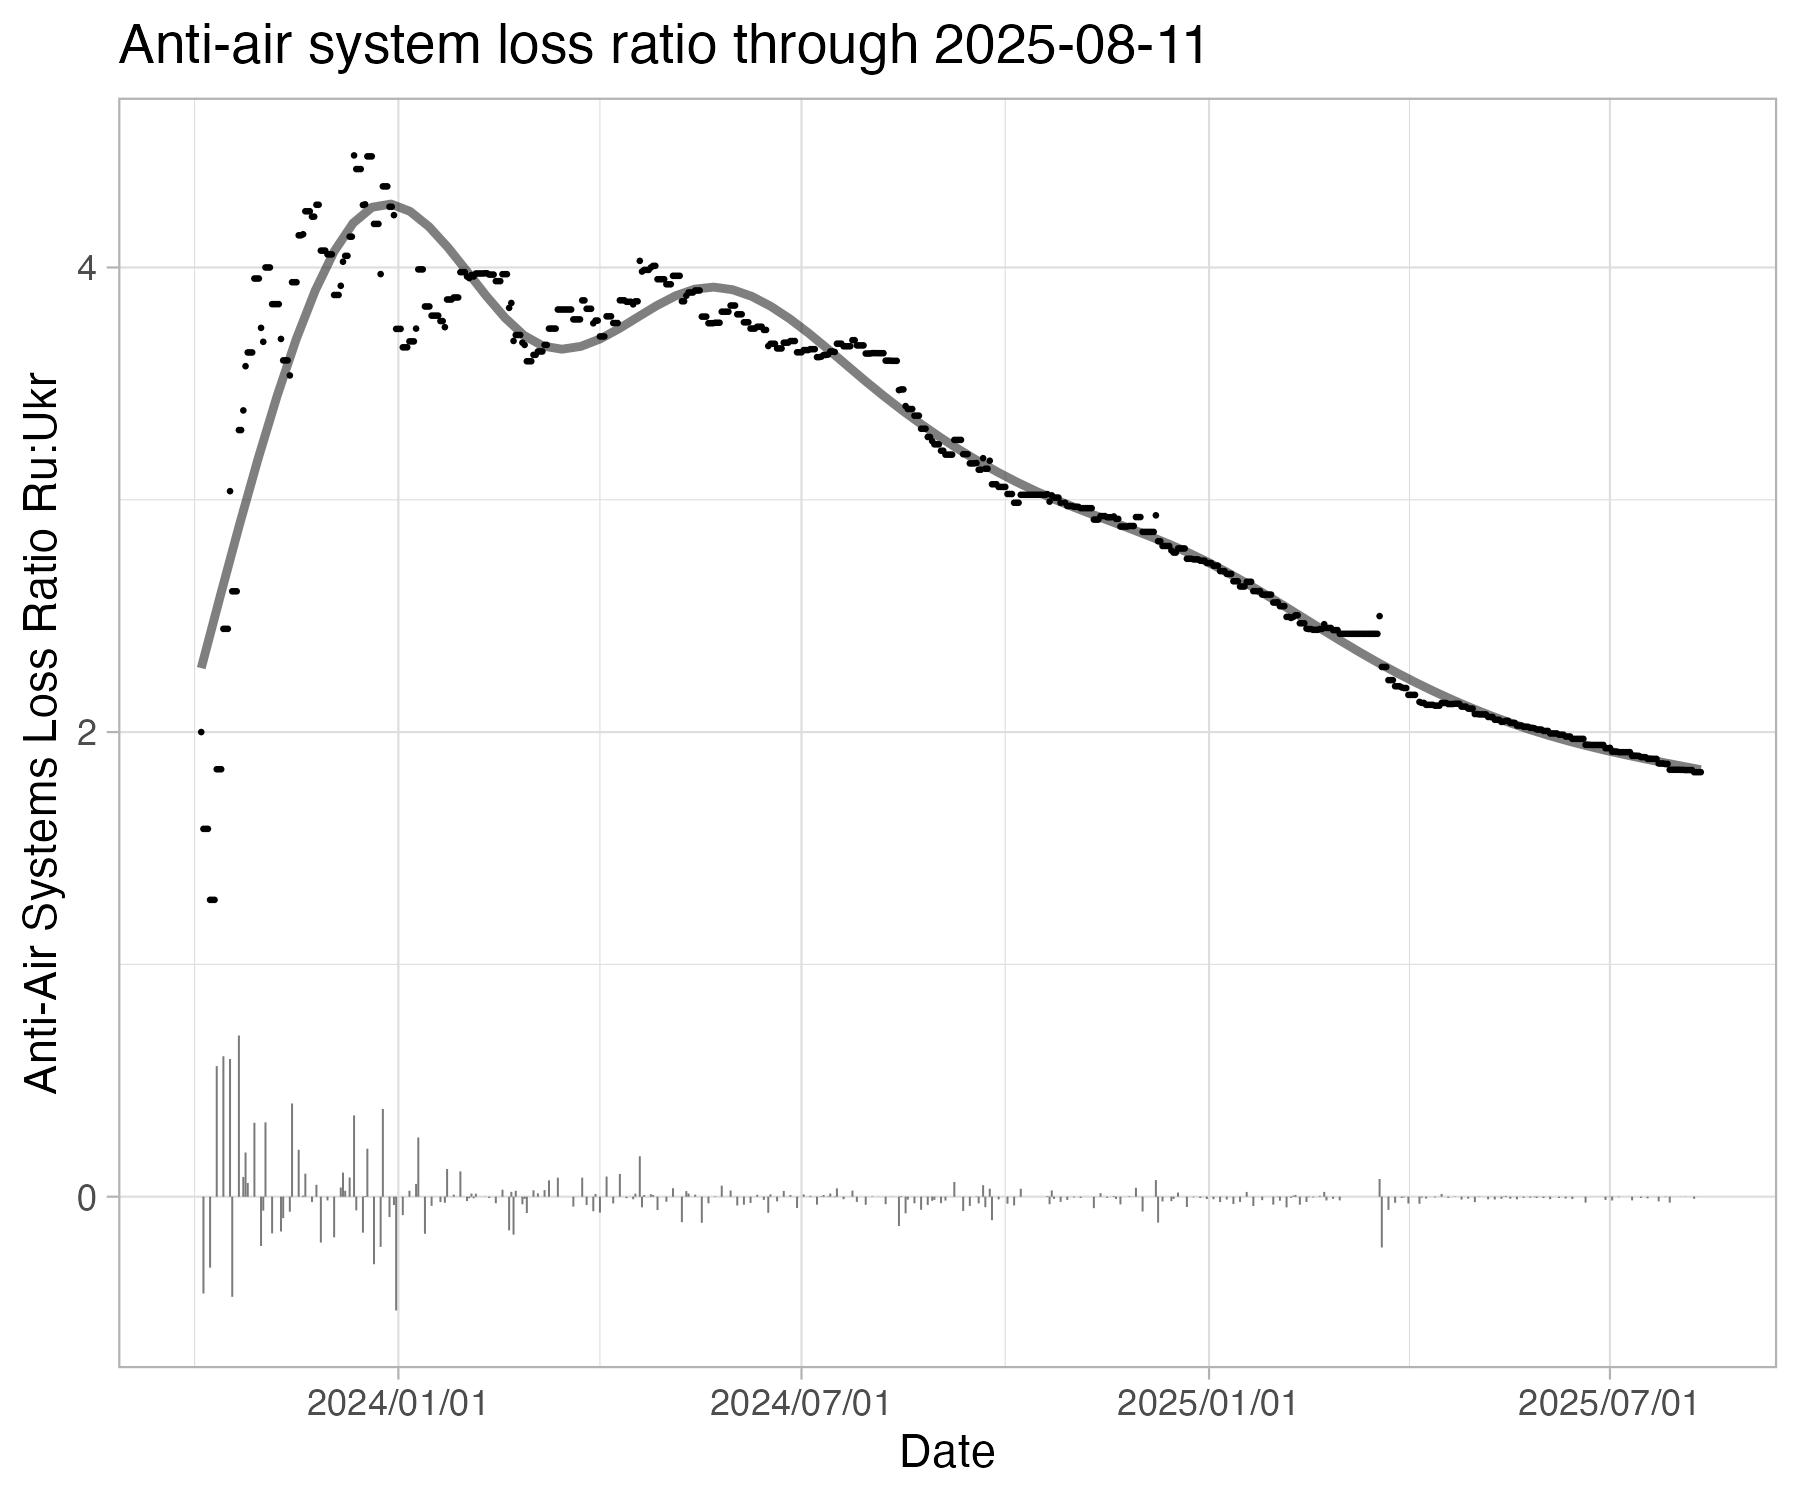 Anti-air system loss ratio through 2025-08-11
Anti-Air Systems Loss Ratio Ru:Ukr
4
2
0
2024/01/01
2024/07/01
2025/01/01
2025/07/01
Date